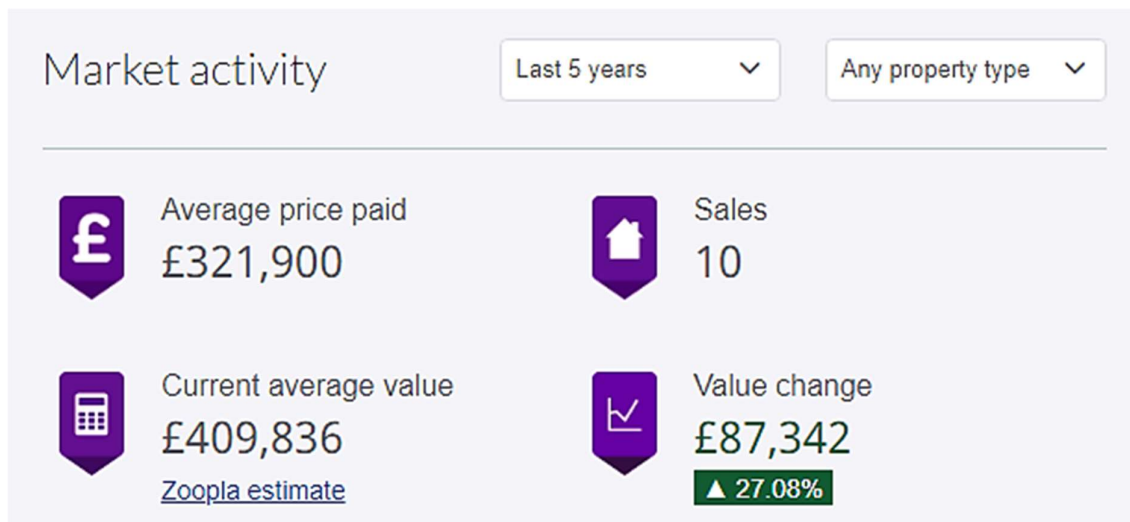 Market activity
Last 5 years
Any property type
£
Average price paid
£321,900
Sales
10
Current average value
£409,836
Zoopla estimate
Value change
£87,342
▲ 27.08%